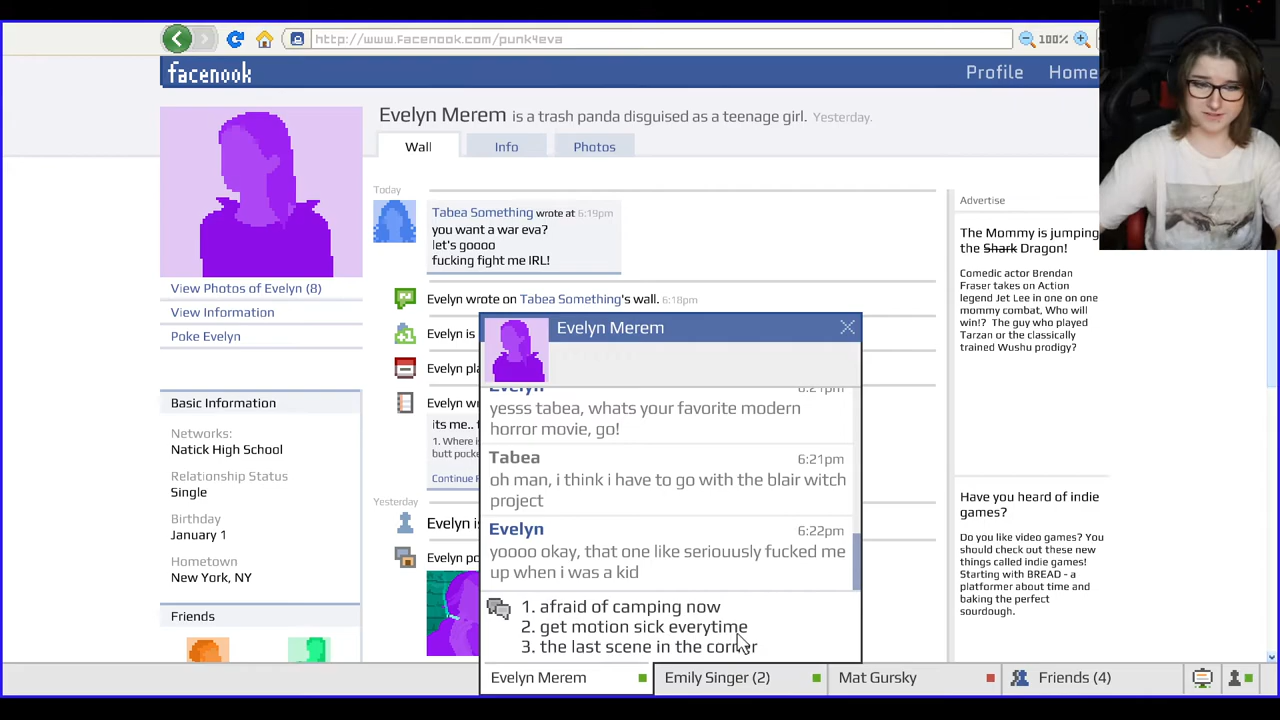 http://www.facenook.com/punk4eva
100%
facenook
Profile
Home
Evelyn Merem is a trash panda disguised as a teenage girl. Yesterday.
Wall
Info
Photos
View Photos of Evelyn (8)
View Information
Poke Evelyn
Basic Information
Networks:
Natick High School
Relationship Status
Single
Birthday
January 1
Hometown
New York, NY
Friends
Today
Tabea Something wrote at 6:19pm
you want a war eva?
let's goooo
fucking fight me IRL!
Evelyn wrote on Tabea Something's wall. 6:18pm
Evelyn is
Evelyn
Evelyn
its me..
1. Where is
butt
Continue
Yesterday
Evelyn
Evelyn
Evelyn Merem
Evelyn
6:21pm
yesss tabea, whats your favorite modern
horror movie, go!
Tabea
6:21pm
oh man, i think i have to go with the blair witch
project
Evelyn
6:22pm
yoooo okay, that one like seriouusly fucked me
up when i was a kid
1. afraid of camping now
2. get motion sick everytime
3. the last scene in the corner
Advertise
The Mommy is jumping
the Shark Dragon!
Comedic actor Brendan
Fraser takes on Action
legend Jet Lee in one on one
mommy combat, Who will
win!? The guy who played
Tarzan or the classically
trained Wushu prodigy?
Have you heard of indie
games?
Do you like video games? You
should check out these new
things called indie games!
Starting with BREAD - a
platformer about time and
baking the perfect
sourdough.
Evelyn Merem
Emily Singer (2)
Mat Gursky
Friends (4)